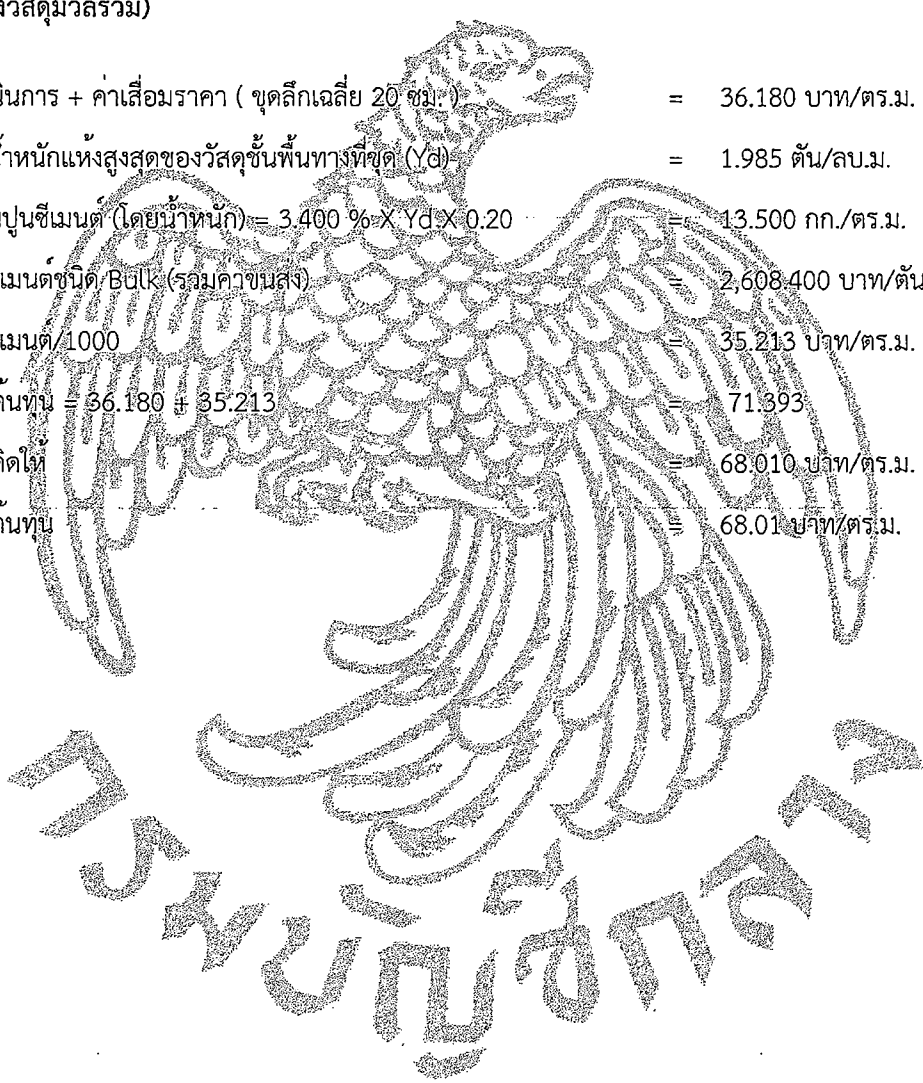 งวัสดุมวลรวม)
นินการ + ค่าเสื่อมราคา ( ขุดลึกเฉลี่ย 20 ซม. ) = 36.180 บาท/ตร.ม.
น้ำหนักแห้งสูงสุดของวัสดุชั้นพื้นทางที่ขุด (Yd) = 1.985 ตัน/ลบ.ม.
ปูนซีเมนต์ (โดยน้ำหนัก) = 3.400 % X Yd X 0.20 = 13.500 กก./ตร.ม.
เมนต์ชนิด Bulk (รวมค่าขนส่ง) = 2,608.400 บาท/ตัน
เมนต์/1000 = 35.213 บาท/ตร.ม.
ต้นทุน = 36.180 + 35.213 = 71.393
คิดให้ = 68.010 บาท/ตร.ม.
ต้นทุน = 68.01 บาท/ตร.ม.
กรมบัญชีกลาง